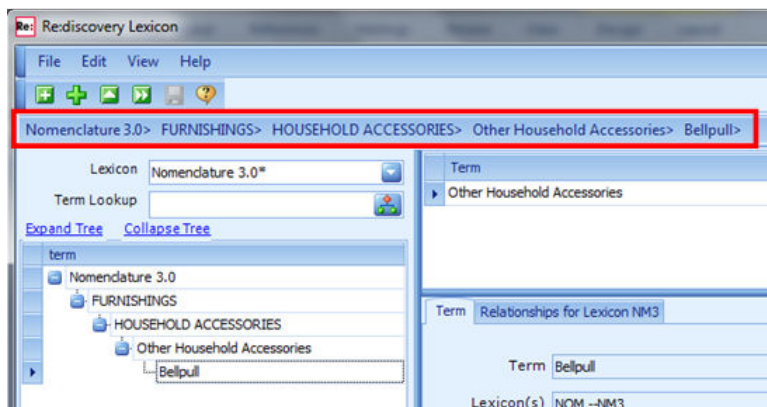 Re: Re:discovery Lexicon
File Edit View Help
Nomenclature 3.0> FURNISHINGS> HOUSEHOLD ACCESSORIES> Other Household Accessories> Bellpull>
Lexicon Nomenclature 3.0*
Term Lookup
Expand Tree Collapse Tree
term
Nomenclature 3.0
FURNISHINGS
HOUSEHOLD ACCESSORIES
Other Household Accessories
Bellpull
Term
Other Household Accessories
Term Relationships for Lexicon NM3
Term Bellpull
Lexicon(s) NOM --NM3